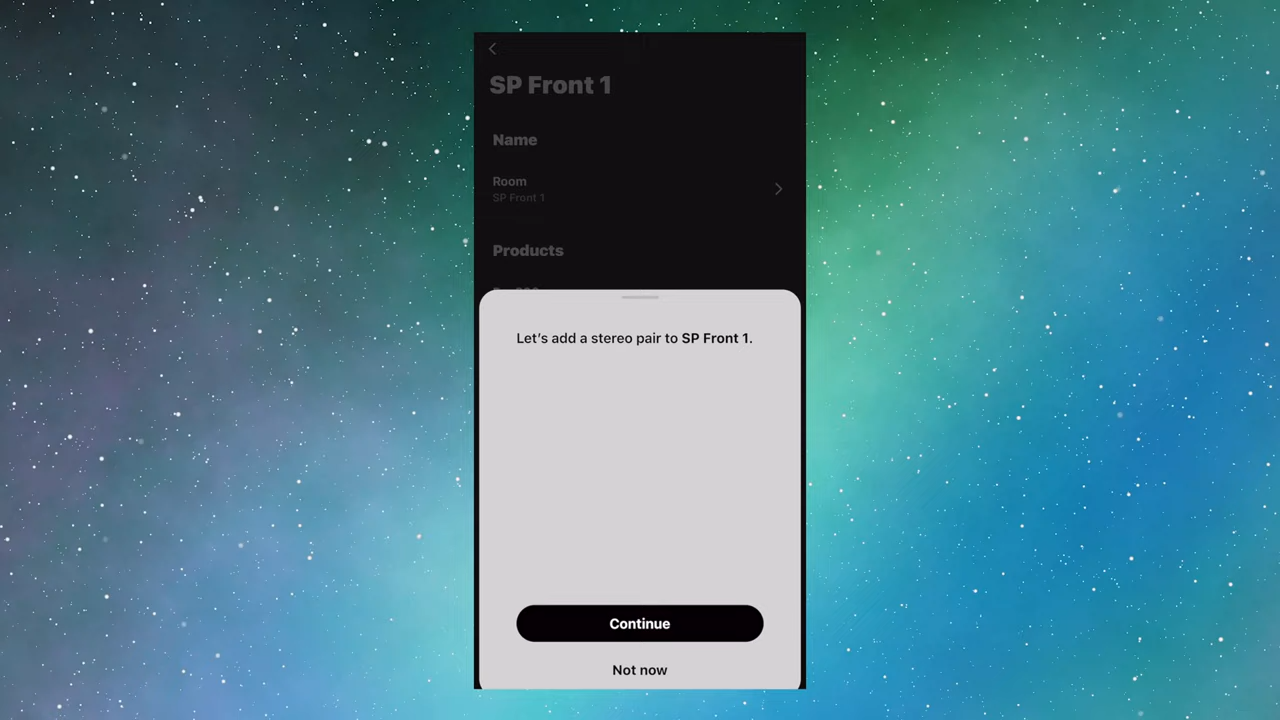 SP Front 1
Name
Room
SP Front 1
Products
Let's add a stereo pair to SP Front 1.
Continue
Not now